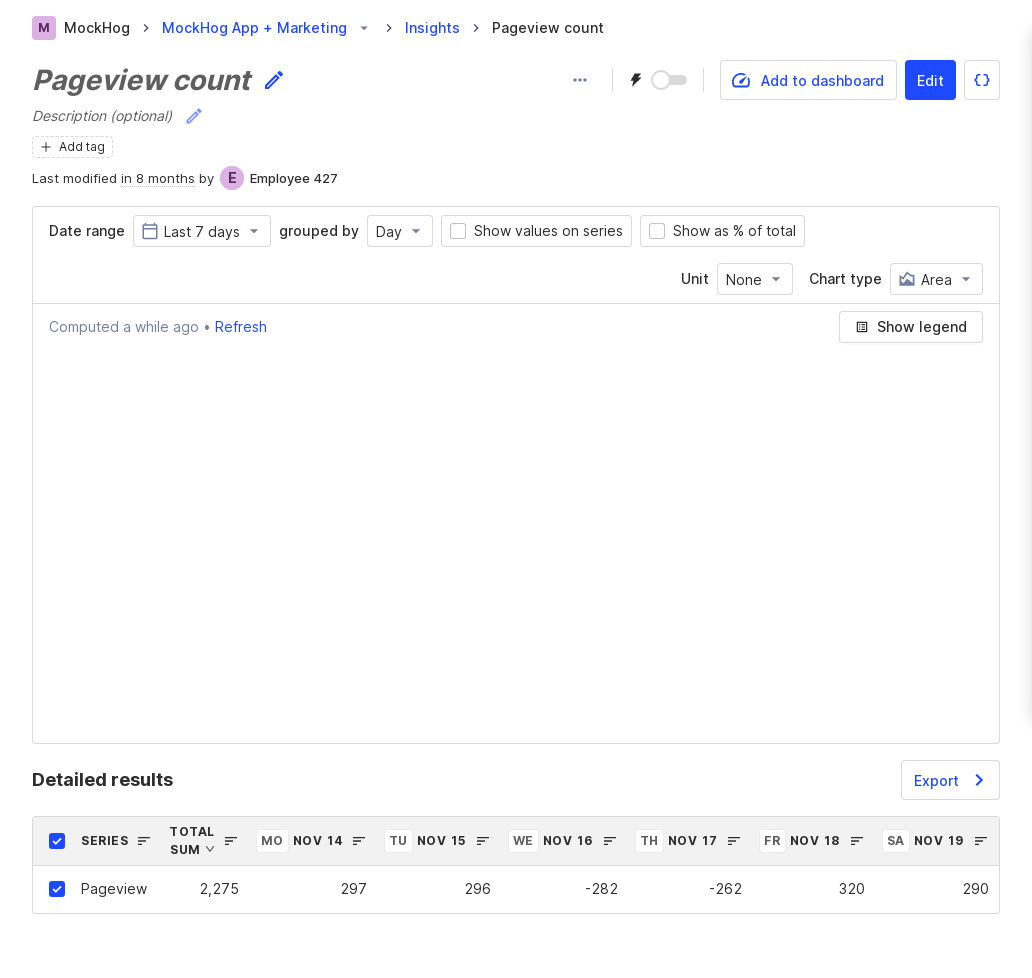 M MockHog > MockHog App + Marketing > Insights > Pageview count
Pageview count
Add to dashboard Edit {}
Description (optional)
+ Add tag
Last modified in 8 months by E Employee 427
Date range Last 7 days grouped by Day Show values on series Show as % of total
Unit None Chart type Area
Computed a while ago • Refresh Show legend
Detailed results Export
SERIES TOTAL SUM MO NOV 14 TU NOV 15 WE NOV 16 TH NOV 17 FR NOV 18 SA NOV 19
Pageview 2,275 297 296 -282 -262 320 290